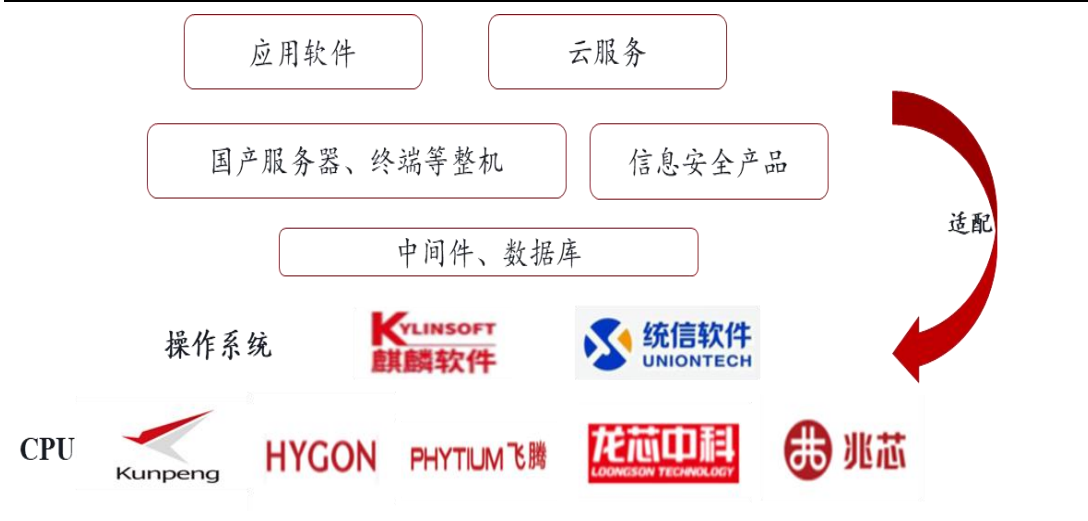 应用软件
云服务
国产服务器、终端等整机
信息安全产品
适配
中间件、数据库
操作系统
KYLINSOFT
麒麟软件
统信软件
UNIONTECH
CPU
Kunpeng
HYGON
PHYTIUM飞腾
龙芯中科
LOONGSON TECHNOLOGY
兆芯